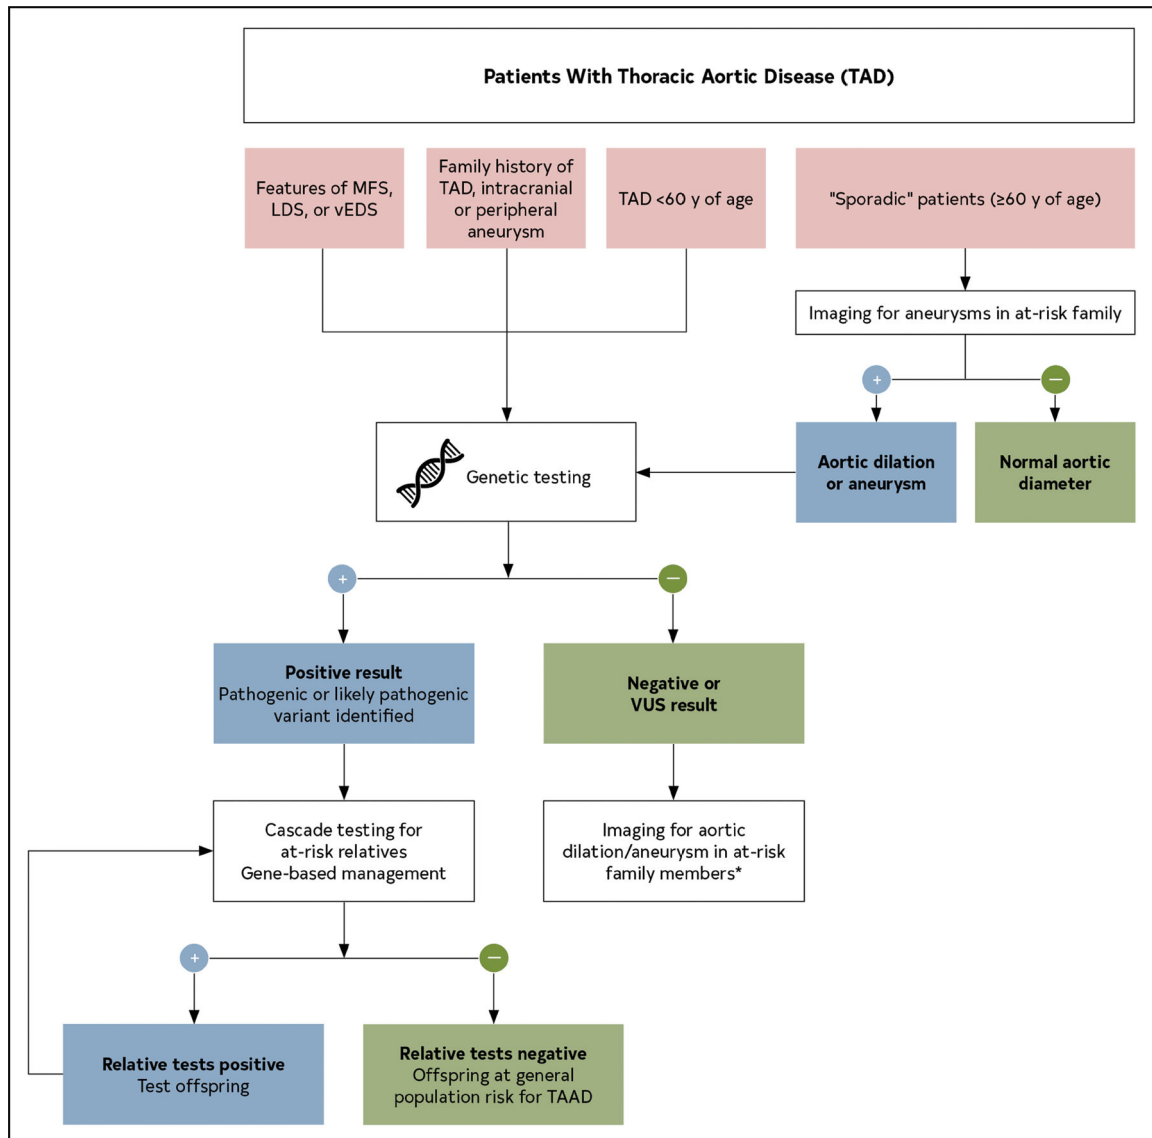 Patients With Thoracic Aortic Disease (TAD)
Features of MFS,
LDS, or vEDS
Family history of
TAD, intracranial
or peripheral
aneurysm
TAD <60 y of age
"Sporadic" patients (≥60 y of age)
Imaging for aneurysms in at-risk family
+
−
Aortic dilation
or aneurysm
Normal aortic
diameter
Genetic testing
+
−
Positive result
Pathogenic or likely pathogenic
variant identified
Negative or
VUS result
Cascade testing for
at-risk relatives
Gene-based management
Imaging for aortic
dilation/aneurysm in at-risk
family members*
+
−
Relative tests positive
Test offspring
Relative tests negative
Offspring at general
population risk for TAAD